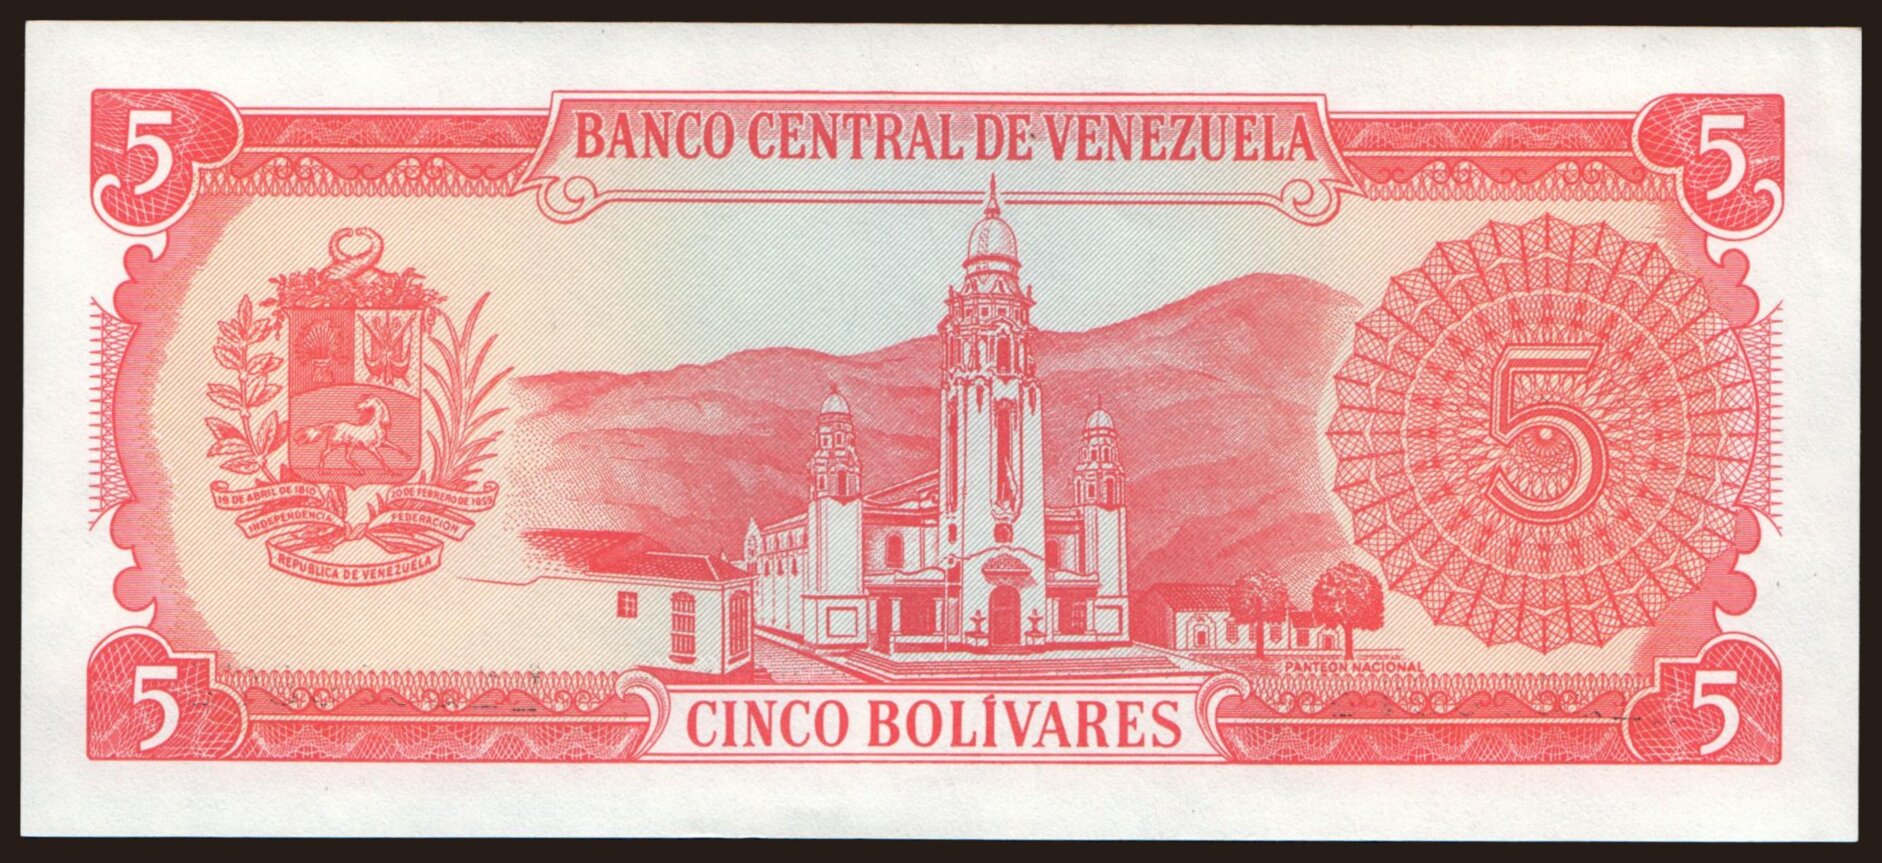 5
BANCO CENTRAL DE VENEZUELA
5
19 DE ABRIL DE 1810
20 DE FEBRERO DE 1859
INDEPENDENCIA
FEDERACION
REPUBLICA DE VENEZUELA
5
PANTEON NACIONAL
5
CINCO BOLÍVARES
5